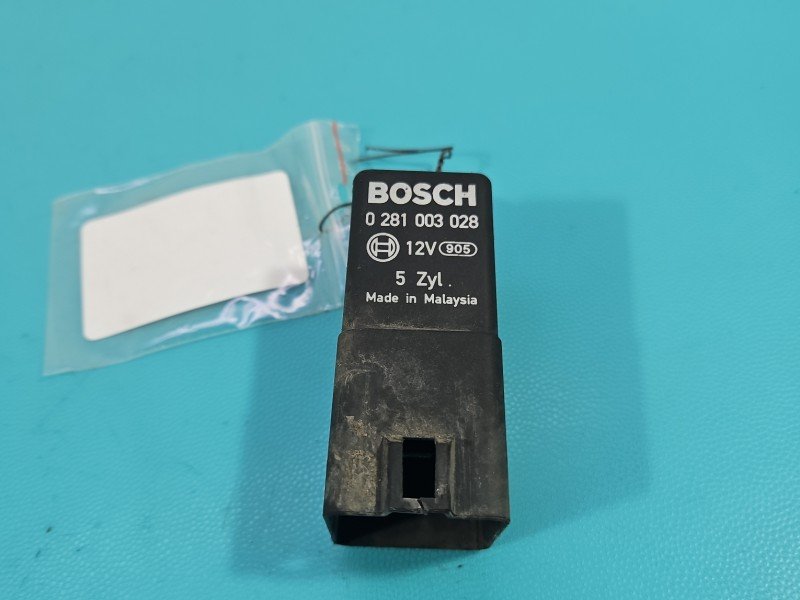 BOSCH
0 281 003 028
12V 905
5 Zyl.
Made in Malaysia